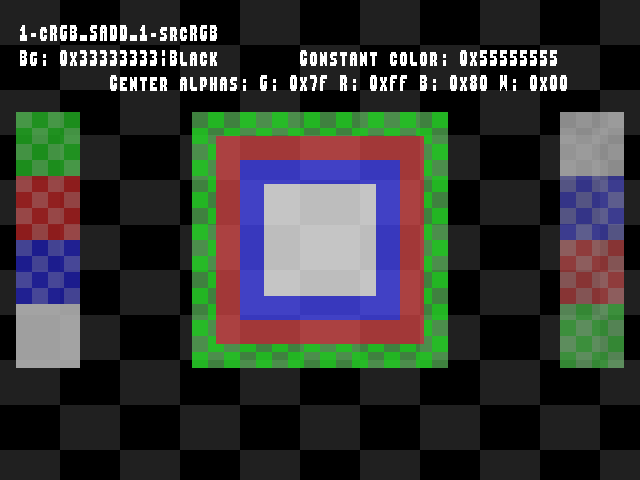 1-cRGB_SADD_1-srcRGB
Bg: 0x33333333¦Black Constant color: 0x55555555
Center alphas: G: 0x7f R: 0xff B: 0x80 W: 0x00